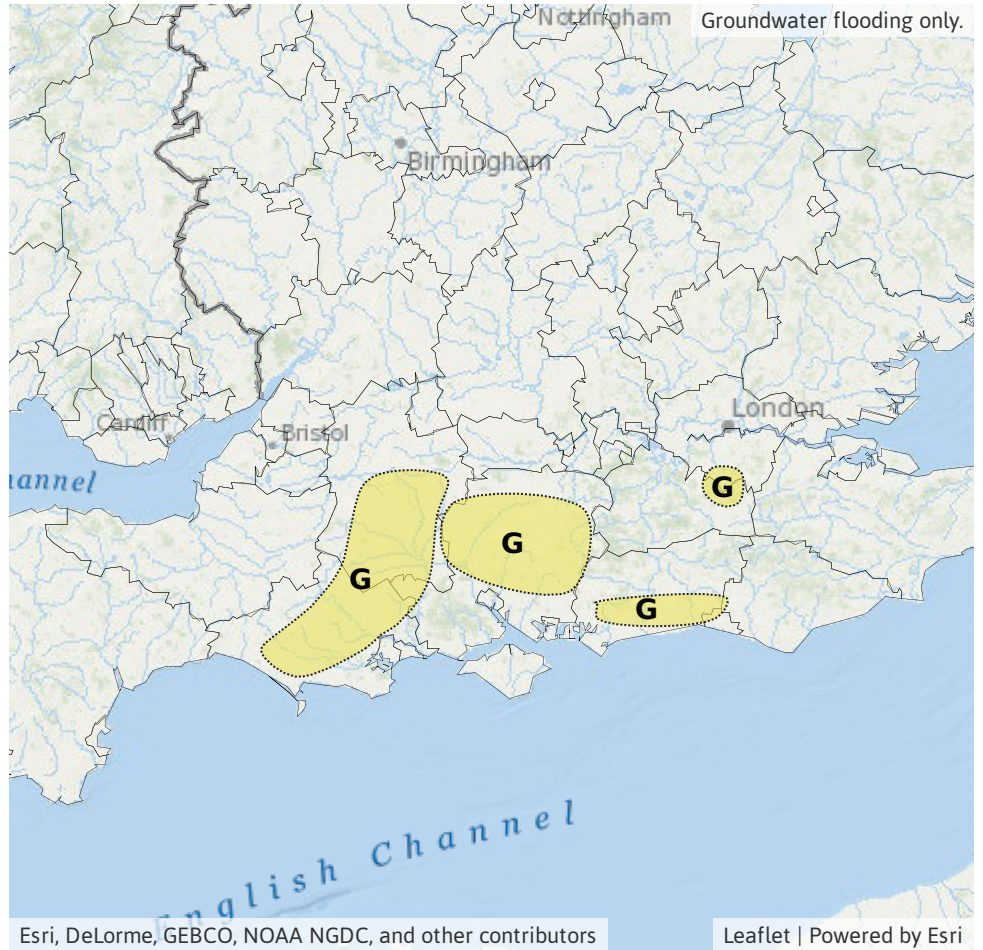 Nottingham
Groundwater flooding only.
Birmingham
London
Cardiff
Bristol
hannel
G
G
G
G
English Channel
Esri, DeLorme, GEBCO, NOAA NGDC, and other contributors
Leaflet | Powered by Esri